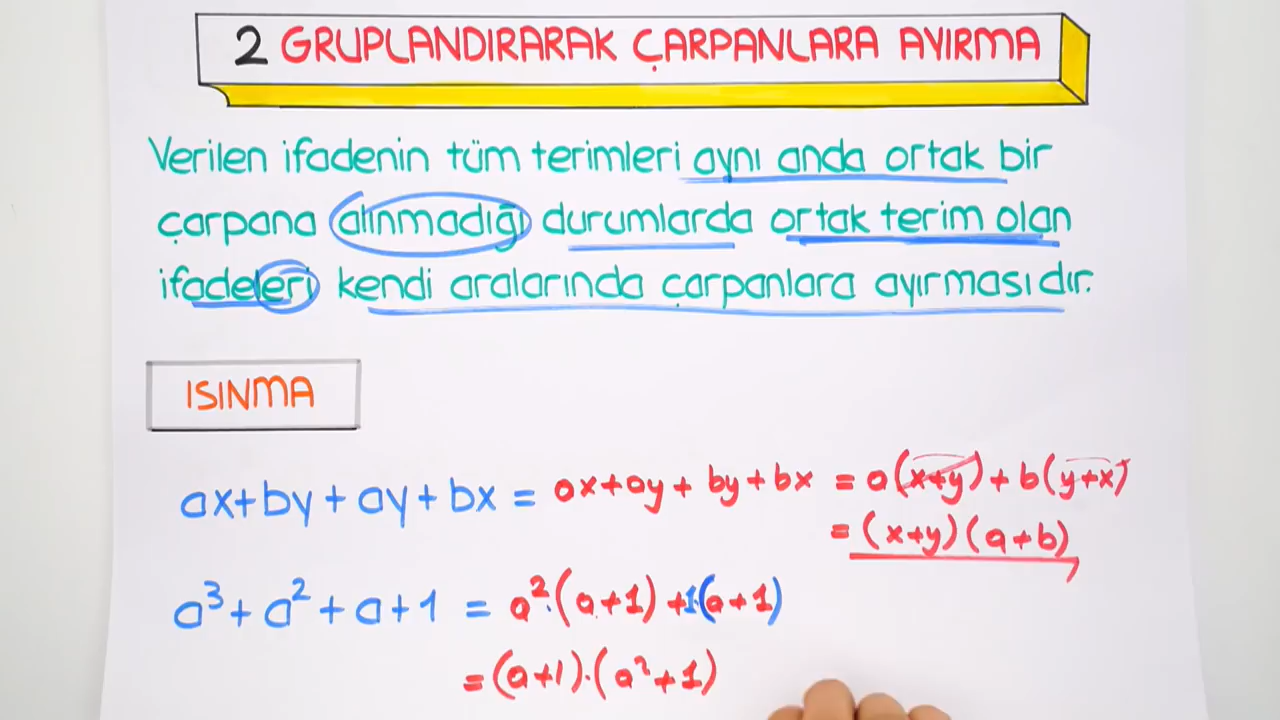 2 GRUPLANDIRARAK ÇARPANLARA AYIRMA
Verilen ifadenin tüm terimleri aynı anda ortak bir
çarpana alınmadığı durumlarda ortak terim olan
ifadeleri kendi aralarında çarpanlara ayırmasıdır.
ISINMA
ax+by+ay+bx = ax+ay+by+bx = a(x+y)+b(y+x)
= (x+y)(a+b)
a³+a²+a+1 = a².(a+1)+1.(a+1)
= (a+1).(a²+1)